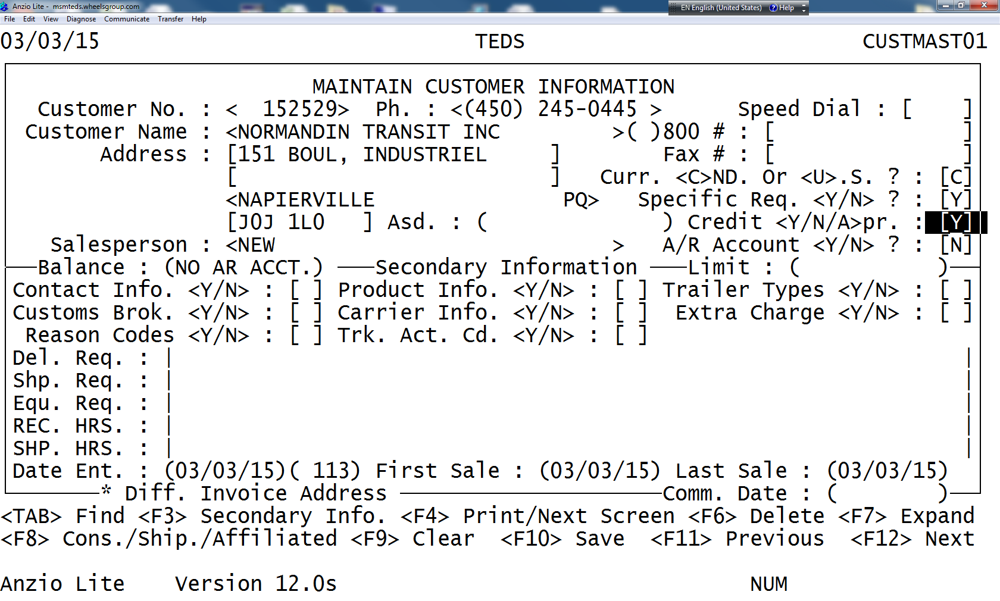 Anzio Lite - msmteds.wheelsgroup.com EN English (United States) ? Help
File Edit View Diagnose Communicate Transfer Help
03/03/15 TEDS CUSTMAST01
MAINTAIN CUSTOMER INFORMATION
Customer No. : < 152529> Ph. : <(450) 245-0445 > Speed Dial : [ ]
Customer Name : <NORMANDIN TRANSIT INC >( )800 # : [ ]
Address : [151 BOUL, INDUSTRIEL ] Fax # : [ ]
[ ] Curr. <C>ND. Or <U>.S. ? : [C]
<NAPIERVILLE PQ> Specific Req. <Y/N> ? : [Y]
[J0J 1L0 ] Asd. : ( ) Credit <Y/N/A>pr. : [Y]
Salesperson : <NEW > A/R Account <Y/N> ? : [N]
Balance : (NO AR ACCT.) Secondary Information Limit : ( )
Contact Info. <Y/N> : [ ] Product Info. <Y/N> : [ ] Trailer Types <Y/N> : [ ]
Customs Brok. <Y/N> : [ ] Carrier Info. <Y/N> : [ ] Extra Charge <Y/N> : [ ]
Reason Codes <Y/N> : [ ] Trk. Act. Cd. <Y/N> : [ ]
Del. Req. : | |
Shp. Req. : | |
Equ. Req. : | |
REC. HRS. : | |
SHP. HRS. : | |
Date Ent. : (03/03/15)( 113) First Sale : (03/03/15) Last Sale : (03/03/15)
* Diff. Invoice Address Comm. Date : ( )
<TAB> Find <F3> Secondary Info. <F4> Print/Next Screen <F6> Delete <F7> Expand
<F8> Cons./Ship./Affiliated <F9> Clear <F10> Save <F11> Previous <F12> Next
Anzio Lite Version 12.0s NUM